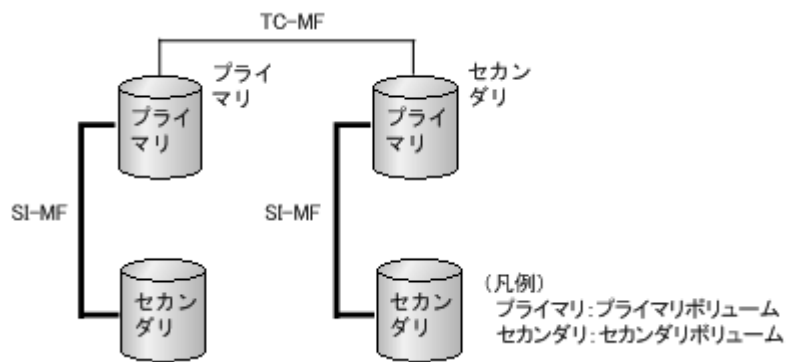 TC-MF
プライ
マリ
セカン
ダリ
プライ
マリ
プライ
マリ
SI-MF
SI-MF
セカン
ダリ
セカン
ダリ
(凡例)
プライマリ:プライマリボリューム
セカンダリ:セカンダリボリューム